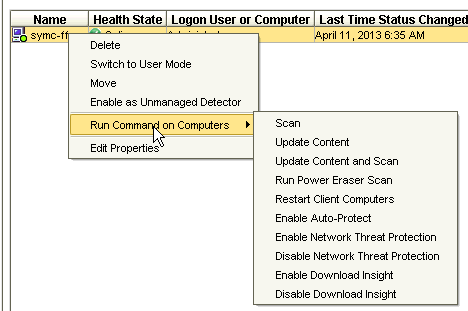 Name Health State Logon User or Computer Last Time Status Changed
symc-ff April 11, 2013 6:35 AM
Delete
Switch to User Mode
Move
Enable as Unmanaged Detector
Run Command on Computers
Edit Properties
Scan
Update Content
Update Content and Scan
Run Power Eraser Scan
Restart Client Computers
Enable Auto-Protect
Enable Network Threat Protection
Disable Network Threat Protection
Enable Download Insight
Disable Download Insight